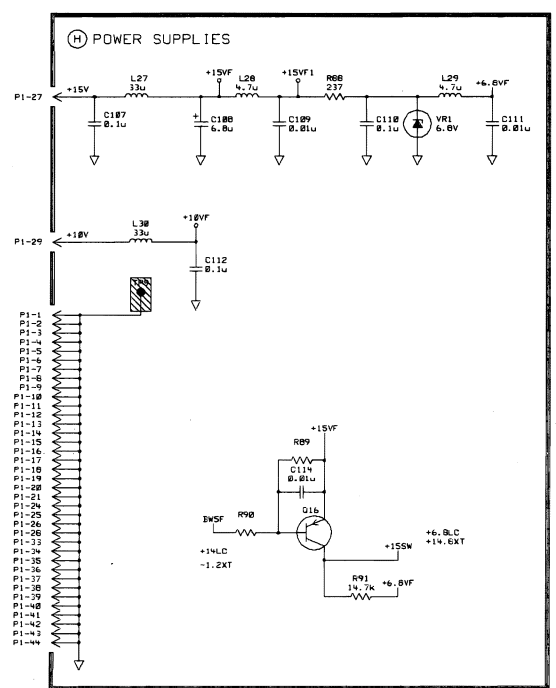 H POWER SUPPLIES
P1-27
+15V
L27
33u
+15VF
L28
4.7u
+15VF1
R88
237
L29
4.7u
+6.8VF
C107
0.1u
+
C108
6.8u
C109
0.01u
C110
0.1u
VR1
6.8V
C111
0.01u
P1-29
+10V
L30
33u
+10VF
C112
0.1u
P1-1
P1-2
P1-3
P1-4
P1-5
P1-6
P1-7
P1-8
P1-9
P1-10
P1-11
P1-12
P1-13
P1-14
P1-15
P1-16
P1-17
P1-18
P1-19
P1-20
P1-21
P1-24
P1-25
P1-26
P1-28
P1-33
P1-34
P1-35
P1-36
P1-37
P1-38
P1-39
P1-40
P1-41
P1-42
P1-43
P1-44
+15VF
R89
C114
0.01u
Q16
BW5F
R90
+14LC
-1.2XT
+15SW
+6.8LC
+14.6XT
R91
14.7k
+6.8VF